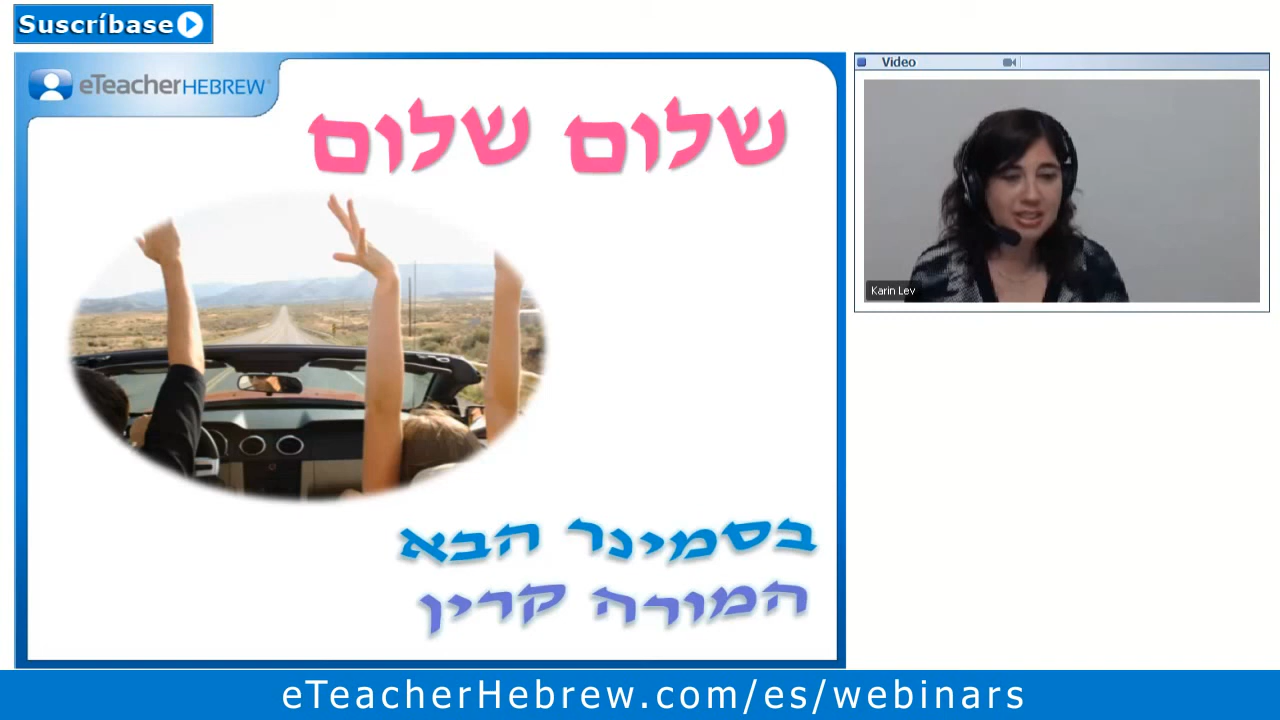 Suscríbase
eTeacherHEBREW®
שלום שלום
בסמינר הבא
המורה קרין
Video
Karin Lev
eTeacherHebrew.com/es/webinars